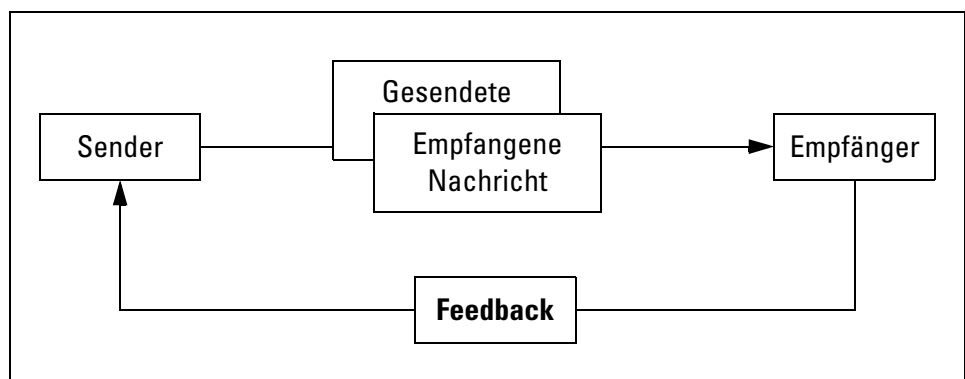 Gesendete
Sender
Empfangene
Nachricht
Empfänger
Feedback